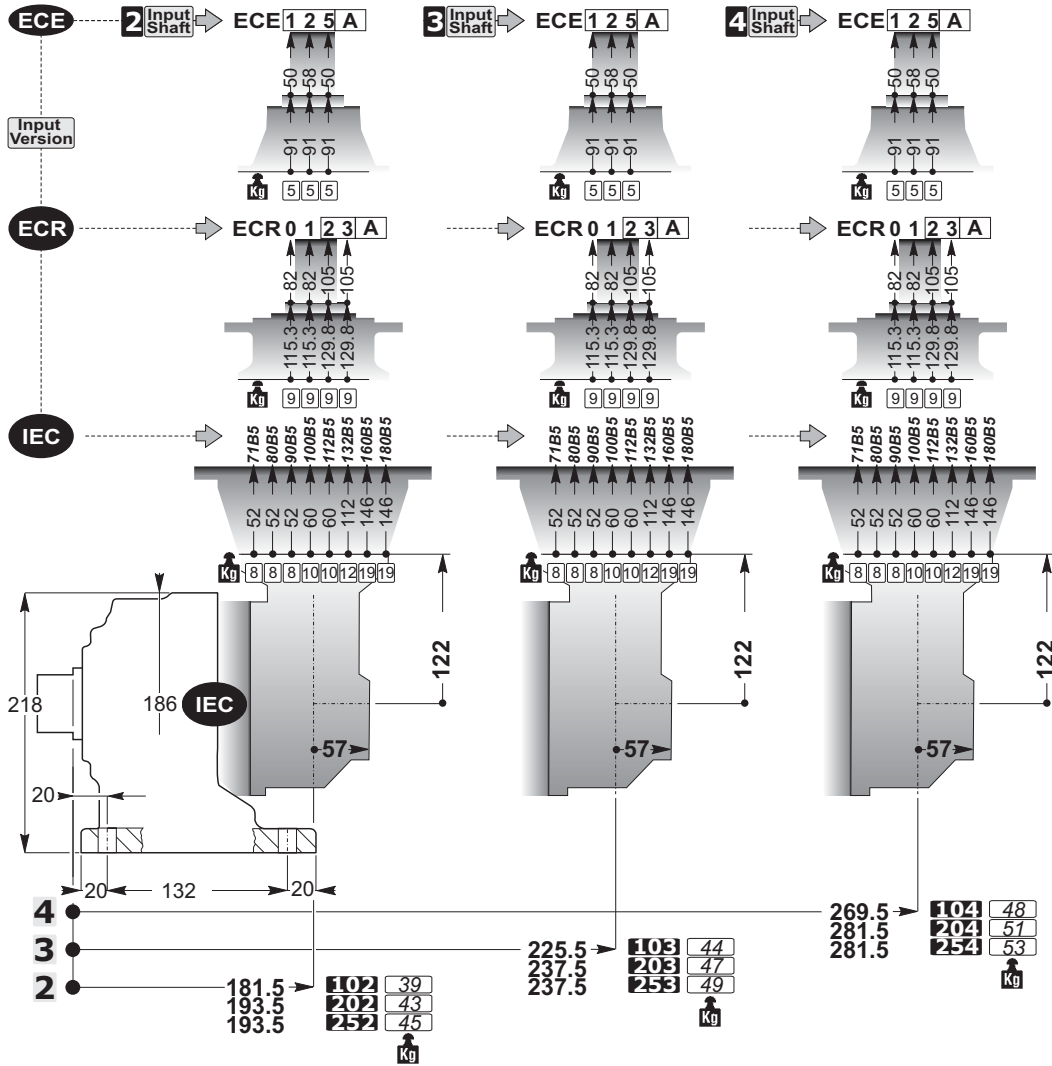 ECE 2 Input Shaft ECE 1 2 5 A 3 Input Shaft ECE 1 2 5 A 4 Input Shaft ECE 1 2 5 A
50 58 50 50 58 50 50 58 50
Input Version
91 91 91 91 91 91 91 91 91
Kg 5 5 5 Kg 5 5 5 Kg 5 5 5
ECR ECR 0 1 2 3 A ECR 0 1 2 3 A ECR 0 1 2 3 A
82 82 105 105 82 82 105 105 82 82 105 105
115.3 115.3 129.8 129.8 115.3 115.3 129.8 129.8 115.3 115.3 129.8 129.8
Kg 9 9 9 9 Kg 9 9 9 9 Kg 9 9 9 9
IEC 71B5 80B5 90B5 100B5 112B5 132B5 160B5 180B5 71B5 80B5 90B5 100B5 112B5 132B5 160B5 180B5 71B5 80B5 90B5 100B5 112B5 132B5 160B5 180B5
52 52 52 60 60 112 146 146 52 52 52 60 60 112 146 146 52 52 52 60 60 112 146 146
Kg 8 8 8 10 10 12 19 19 Kg 8 8 8 10 10 12 19 19 Kg 8 8 8 10 10 12 19 19
122 122 122
218 186 IEC
57 57 57
20
20 132 20
4 269.5 104 48
281.5 204 51
281.5 254 53
Kg
3 225.5 103 44
237.5 203 47
237.5 253 49
Kg
2 181.5 102 39
193.5 202 43
193.5 252 45
Kg